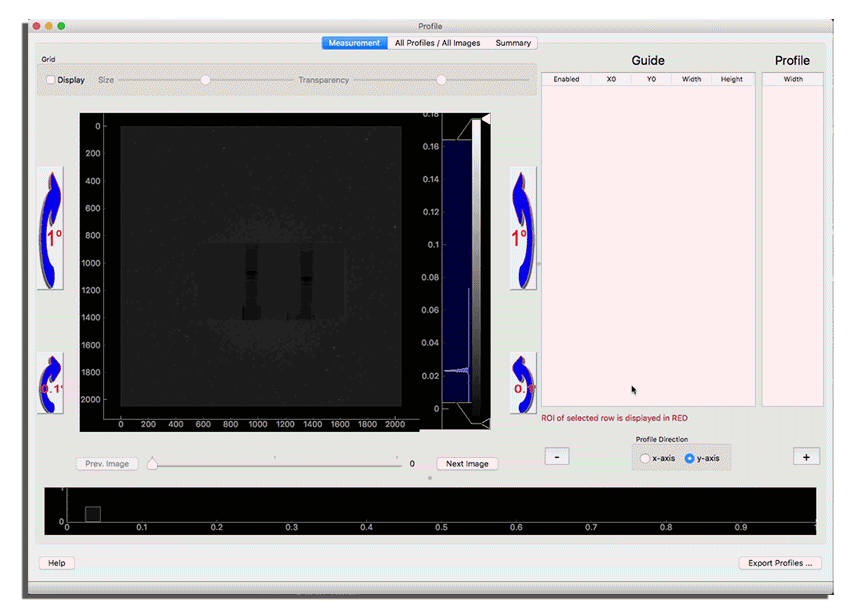 Profile
Measurement All Profiles / All Images Summary
Grid
Display Size Transparency
Guide Profile
Enabled X0 Y0 Width Height Width
0
200
400
600
800
1000
1200
1400
1600
1800
2000
0 200 400 600 800 1000 1200 1400 1600 1800 2000
0.18
0.16
0.14
0.12
0.1
0.08
0.06
0.04
0.02
0
1° 1°
0.1° 0.1
ROI of selected row is displayed in RED
Profile Direction
- x-axis y-axis +
Prev. Image 0 Next Image
0
0 0.1 0.2 0.3 0.4 0.5 0.6 0.7 0.8 0.9
Help Export Profiles ...